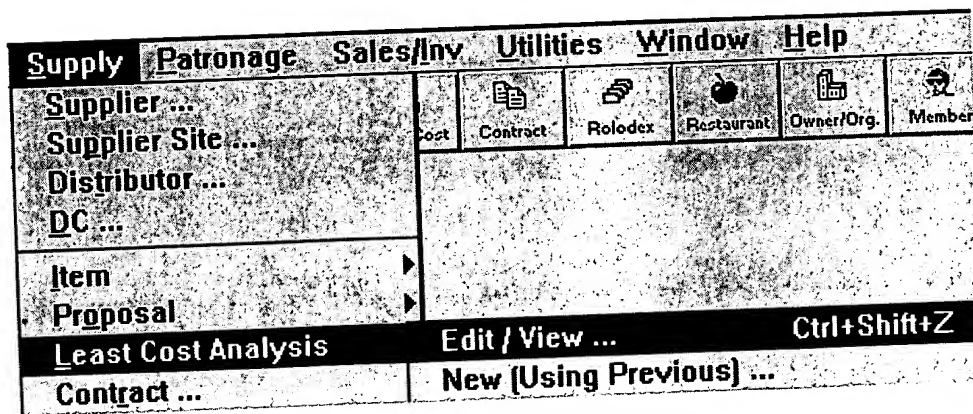 Supply Patronage Sales/Inv Utilities Window Help
Supplier ...
Supplier Site ...
Distributor ...
DC ...
Cost Contract Rolodex Restaurant Owner/Org. Member
Item
Proposal
Least Cost Analysis
Edit / View ... Ctrl+Shift+Z
Contract ...
New (Using Previous) ...